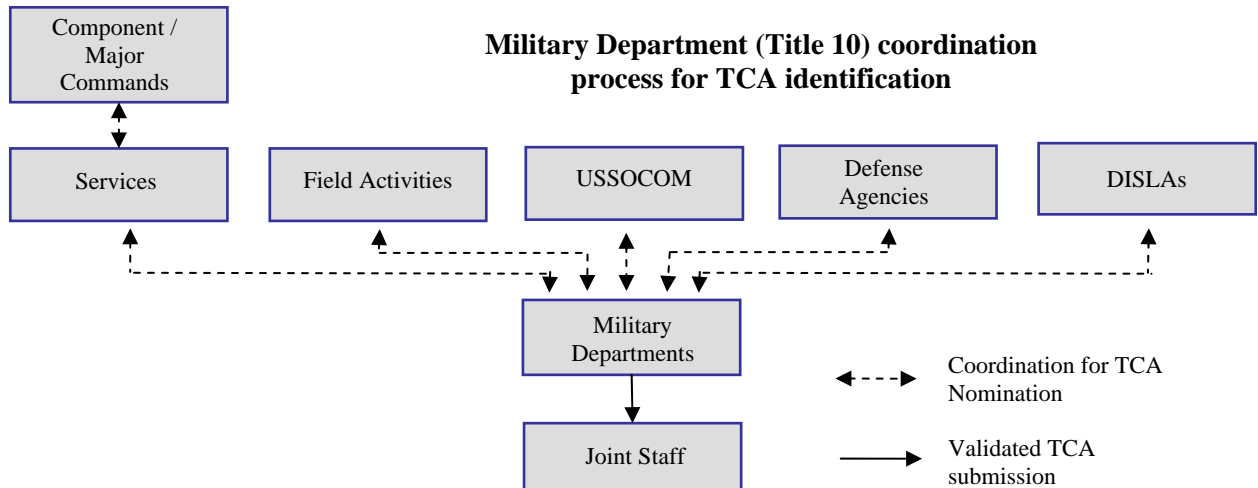 Component /
Major
Commands
Military Department (Title 10) coordination
process for TCA identification
Services
Field Activities
USSOCOM
Defense
Agencies
DISLAs
Military
Departments
Coordination for TCA
Nomination
Joint Staff
Validated TCA
submission